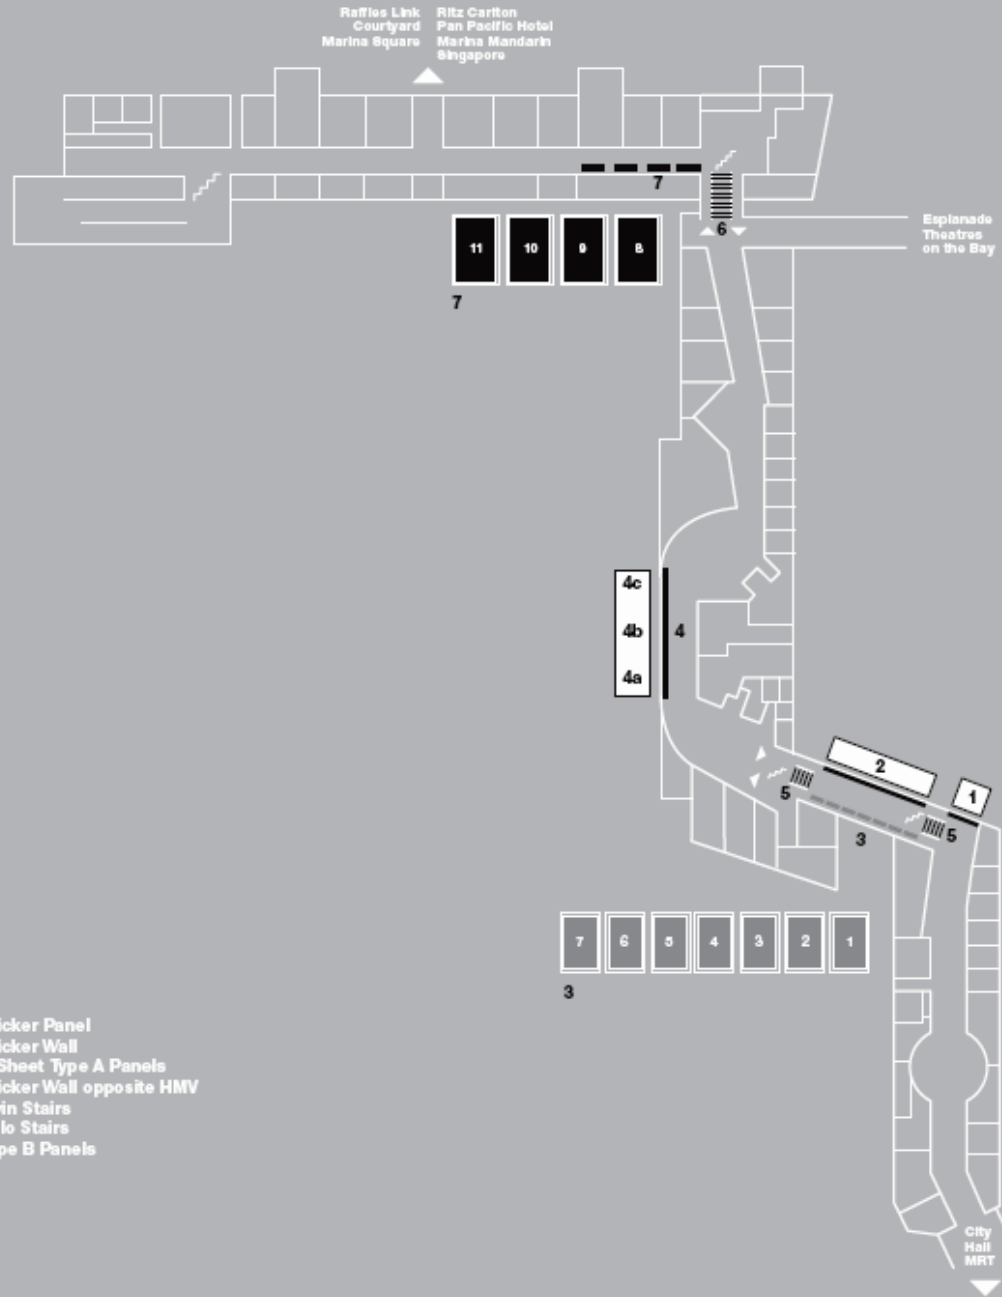 Raffles Link
Courtyard
Marina Square
Ritz Carlton
Pan Pacific Hotel
Marina Mandarin
Singapore
7
6
Esplanade
Theatres
on the Bay
11 10 9 8
7
4c
4b
4a
4
2
1
5
5
3
7 6 5 4 3 2 1
3
icker Panel
icker Wall
Sheet Type A Panels
icker Wall opposite HMV
in Stairs
lo Stairs
pe B Panels
City
Hall
MRT